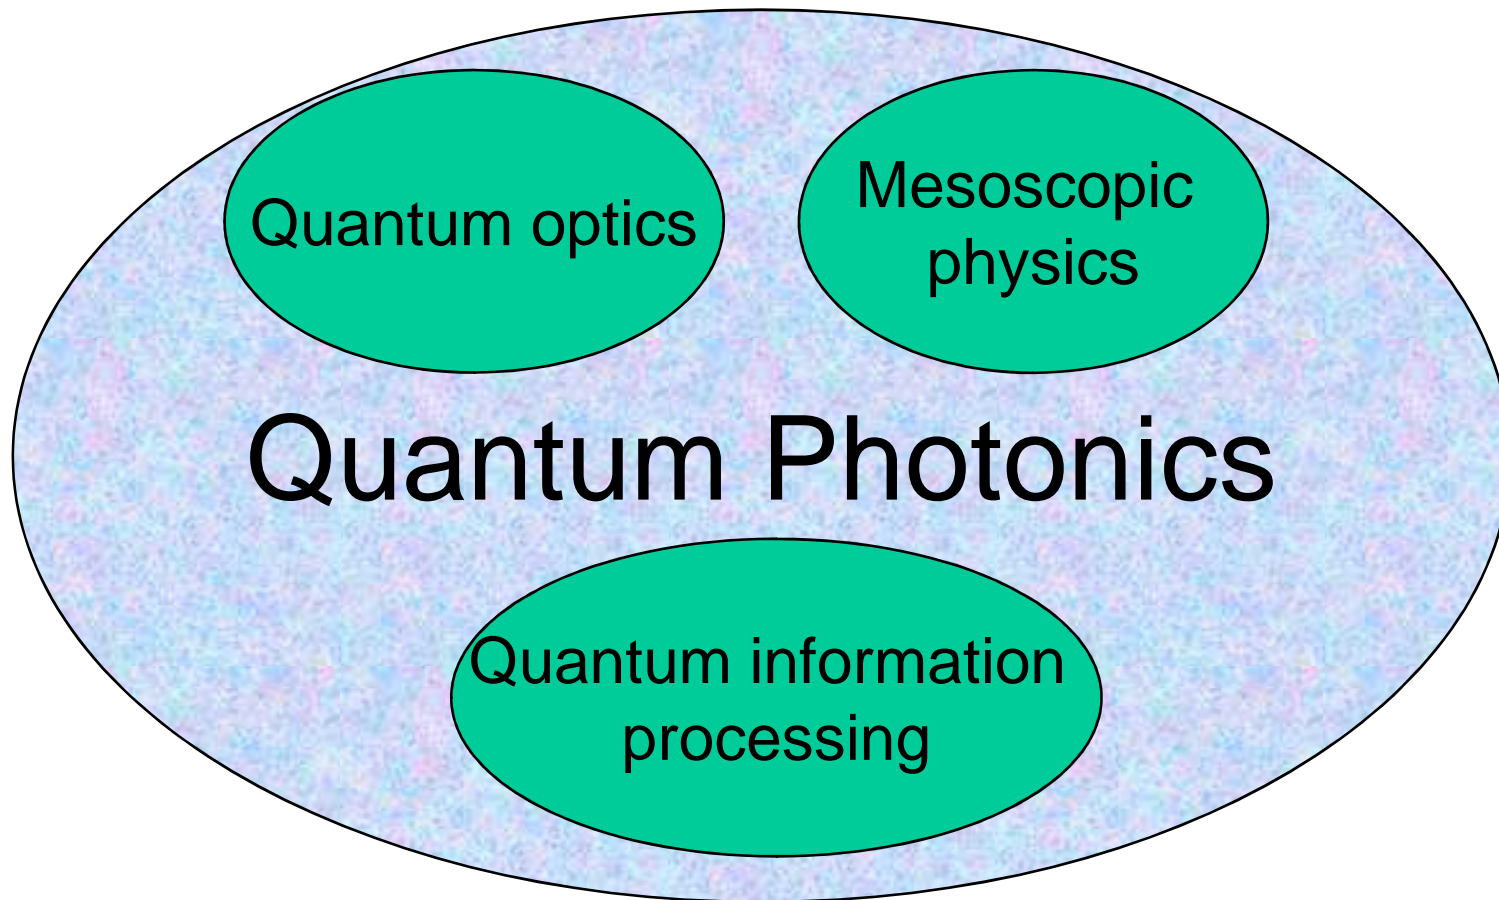 Quantum optics
Mesoscopic
physics
Quantum Photonics
Quantum information
processing